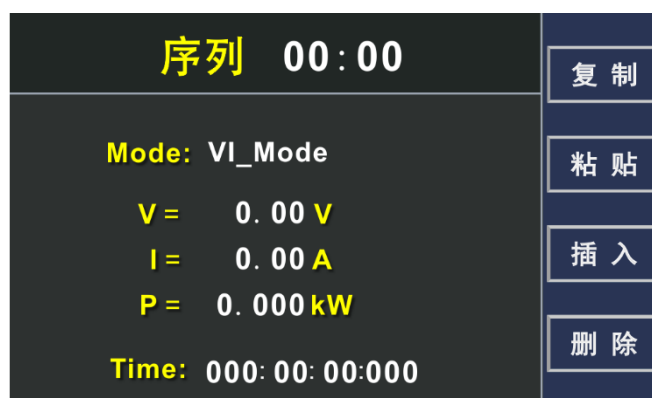 序列 00:00
Mode: VI_Mode
V = 0.00 V
I = 0.00 A
P = 0.000 kW
Time: 000:00:00:000
复制
粘贴
插入
删除